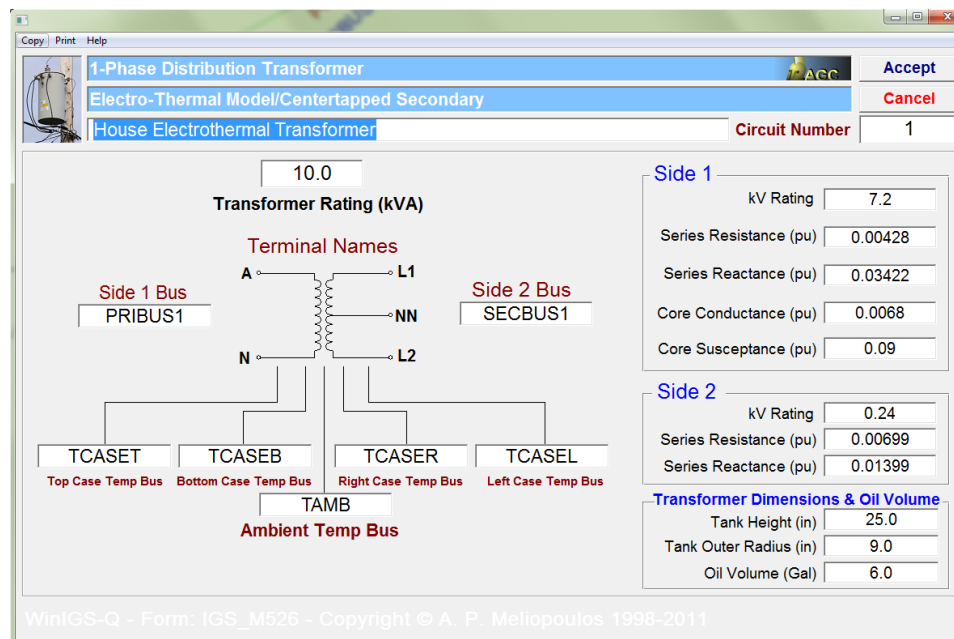 Copy Print Help
1-Phase Distribution Transformer
AGC
Accept
Electro-Thermal Model/Centertapped Secondary
Cancel
House Electrothermal Transformer
Circuit Number
1
10.0
Transformer Rating (kVA)
Terminal Names
A
L1
Side 1 Bus
PRIBUS1
NN
Side 2 Bus
SECBUS1
N
L2
TCASET
TCASEB
TCASER
TCASEL
Top Case Temp Bus
Bottom Case Temp Bus
Right Case Temp Bus
Left Case Temp Bus
TAMB
Ambient Temp Bus
Side 1
kV Rating 7.2
Series Resistance (pu) 0.00428
Series Reactance (pu) 0.03422
Core Conductance (pu) 0.0068
Core Susceptance (pu) 0.09
Side 2
kV Rating 0.24
Series Resistance (pu) 0.00699
Series Reactance (pu) 0.01399
Transformer Dimensions & Oil Volume
Tank Height (in) 25.0
Tank Outer Radius (in) 9.0
Oil Volume (Gal) 6.0
WinIGS-Q - Form: IGS_M526 - Copyright © A. P. Meliopoulos 1998-2011